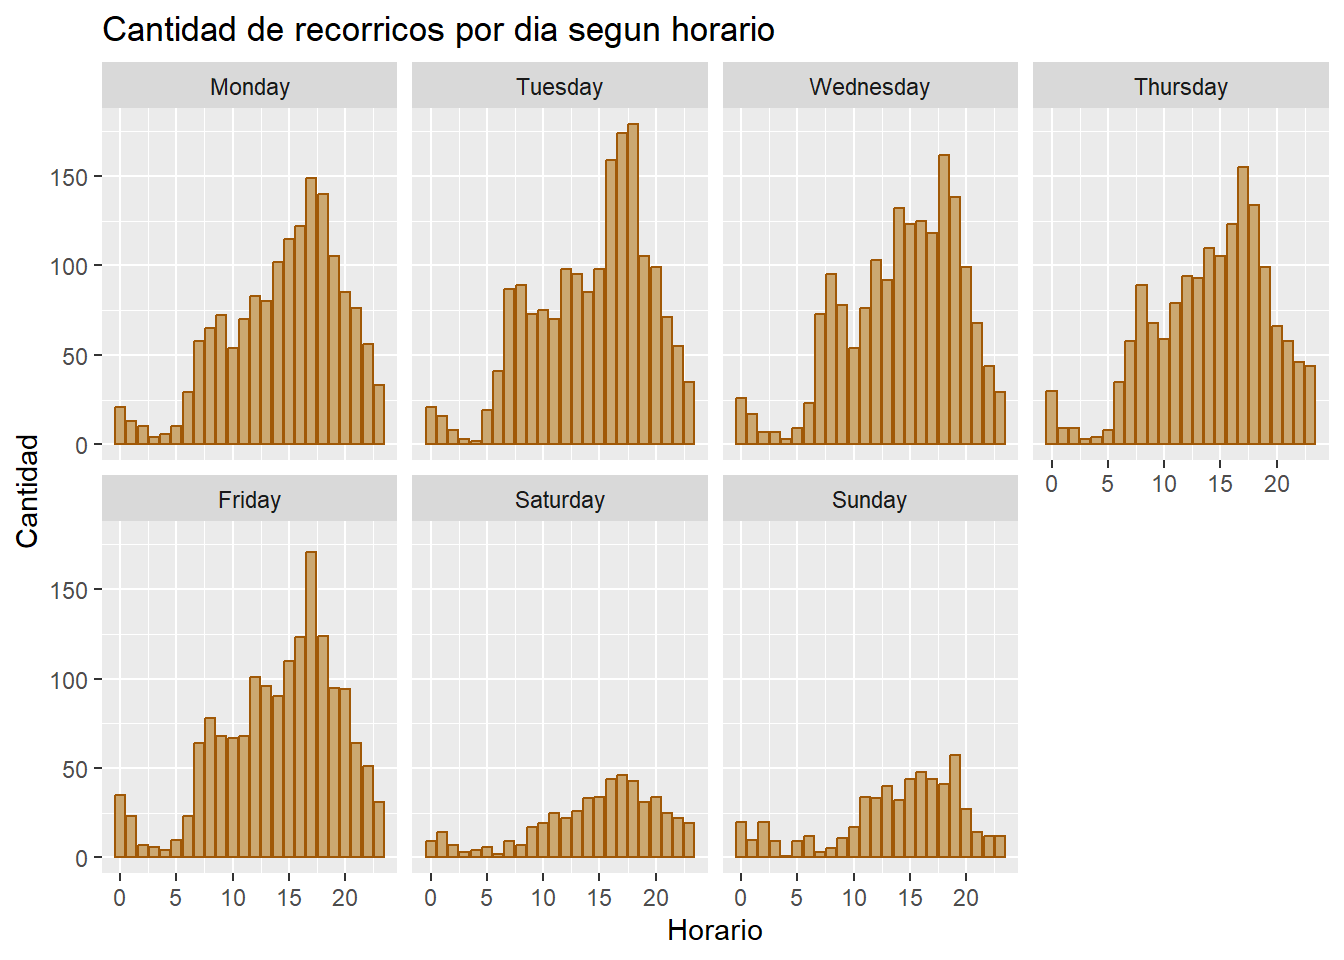 Cantidad de recorricos por dia segun horario
Monday Tuesday Wednesday Thursday
150
100
50
0
0 5 10 15 20
Cantidad
Friday Saturday Sunday
150
100
50
0
0 5 10 15 20 0 5 10 15 20 0 5 10 15 20
Horario